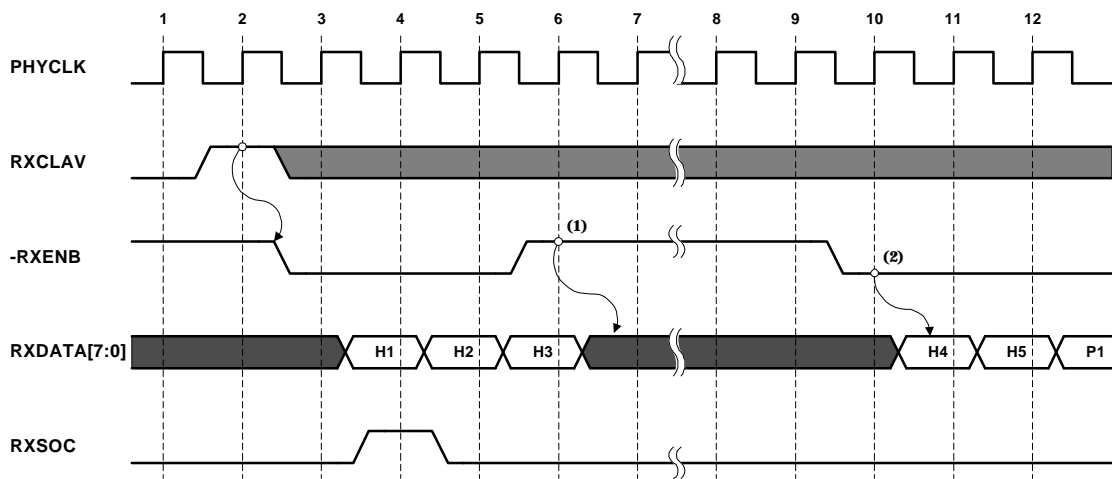 1 2 3 4 5 6 7 8 9 10 11 12
PHYCLK
RXCLAV
-RXENB
(1)
(2)
RXDATA[7:0]
H1 H2 H3 H4 H5 P1
RXSOC